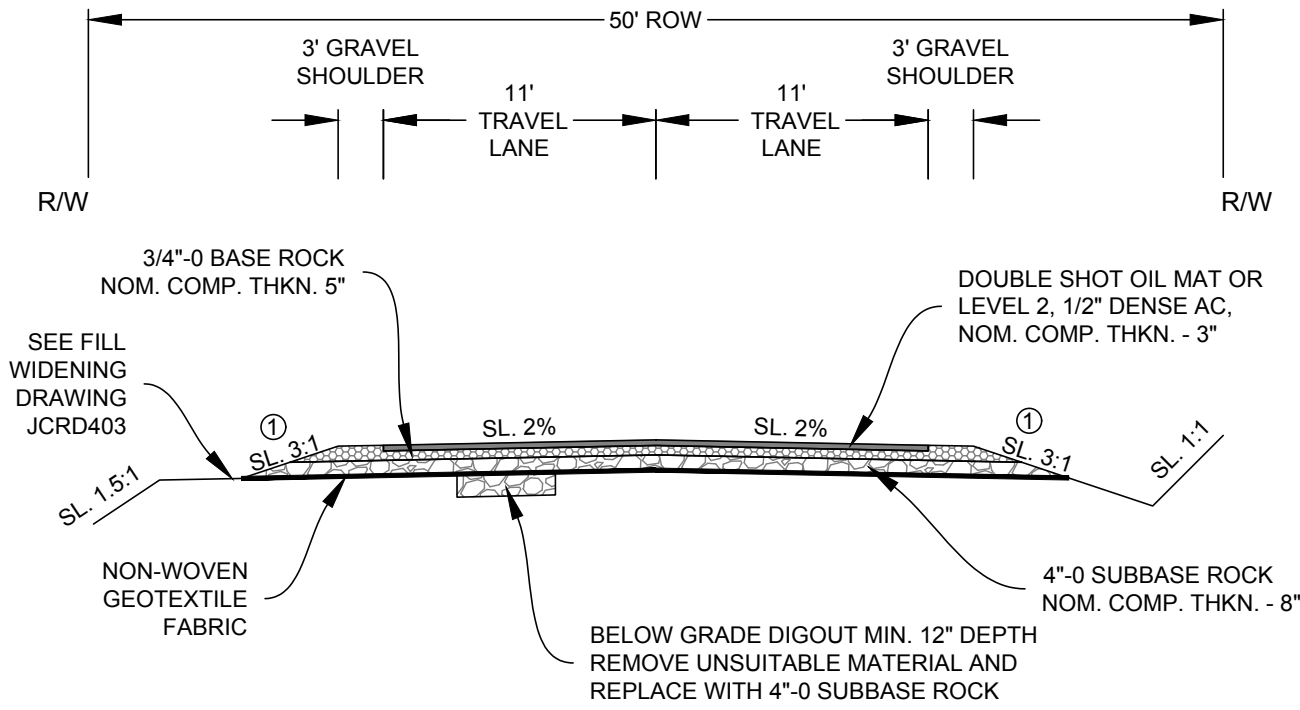 50' ROW
3' GRAVEL
SHOULDER
3' GRAVEL
SHOULDER
11'
TRAVEL
LANE
11'
TRAVEL
LANE
R/W
R/W
3/4"-0 BASE ROCK
NOM. COMP. THKN. 5"
DOUBLE SHOT OIL MAT OR
LEVEL 2, 1/2" DENSE AC,
NOM. COMP. THKN. - 3"
SEE FILL
WIDENING
DRAWING
JCRD403
1
SL. 3:1
SL. 2%
SL. 2%
1
SL. 3:1
SL. 1.5:1
SL. 1:1
NON-WOVEN
GEOTEXTILE
FABRIC
4"-0 SUBBASE ROCK
NOM. COMP. THKN. - 8"
BELOW GRADE DIGOUT MIN. 12" DEPTH
REMOVE UNSUITABLE MATERIAL AND
REPLACE WITH 4"-0 SUBBASE ROCK